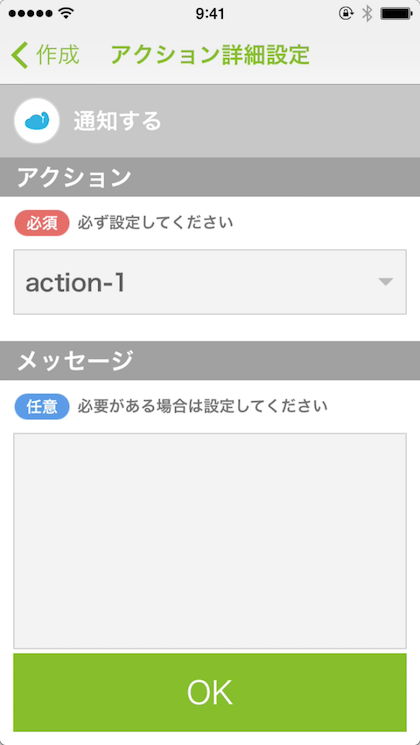 9:41
作成
アクション詳細設定
通知する
アクション
必須 必ず設定してください
action-1
メッセージ
任意 必要がある場合は設定してください
OK